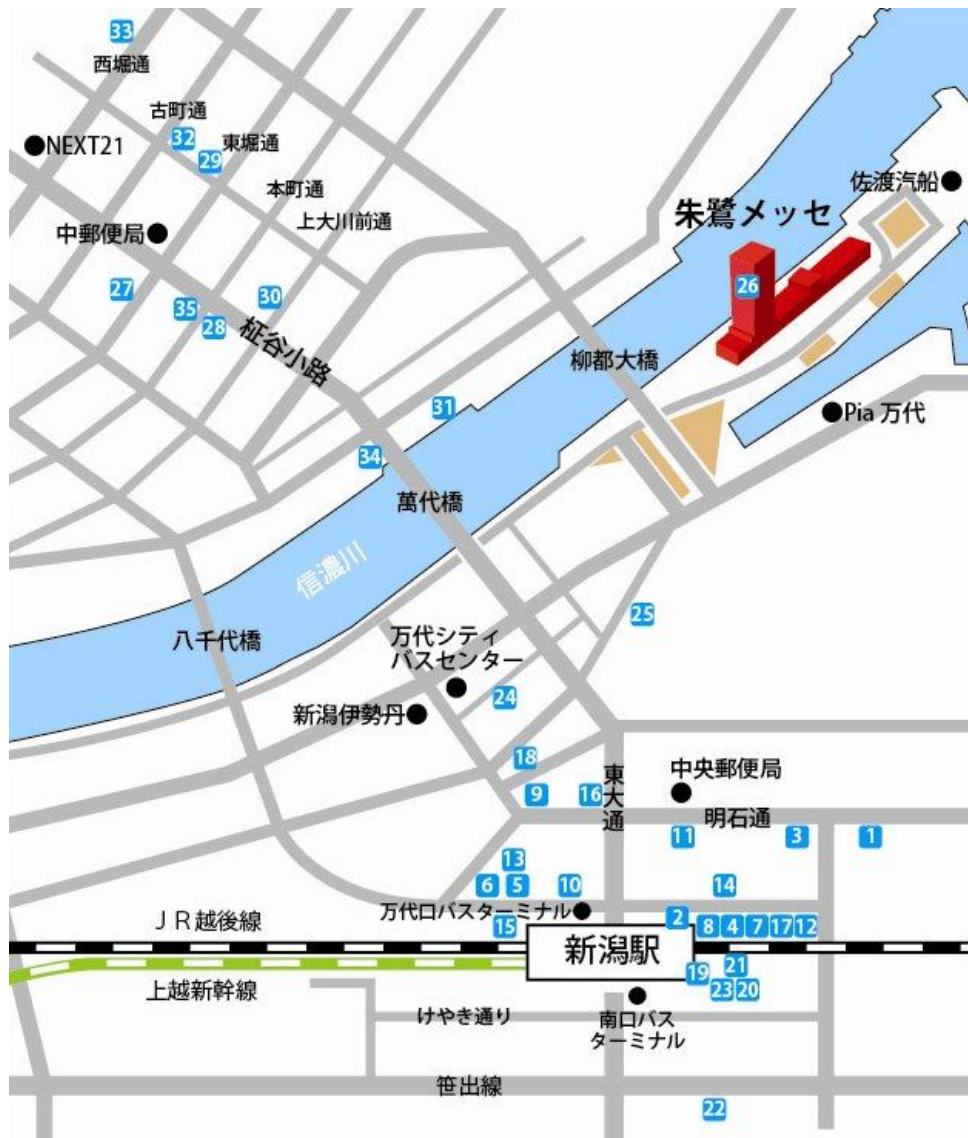 33
西堀通
古町通
32
東堀通
NEXT21
29
佐渡汽船
本町通
朱鷺メッセ
上大川前通
中郵便局
26
27
30
35
28
柾谷小路
柳都大橋
31
Pia 万代
34
萬代橋
信濃川
25
八千代橋
万代シティ
バスセンター
24
新潟伊勢丹
18
中央郵便局
9
16
東大通
明石通
11
3
1
13
6
5
10
14
万代口バスターミナル
2
15
8
4
7
17
12
JR越後線
新潟駅
21
19
上越新幹線
23
20
けやき通り
南口バス
ターミナル
笹出線
22